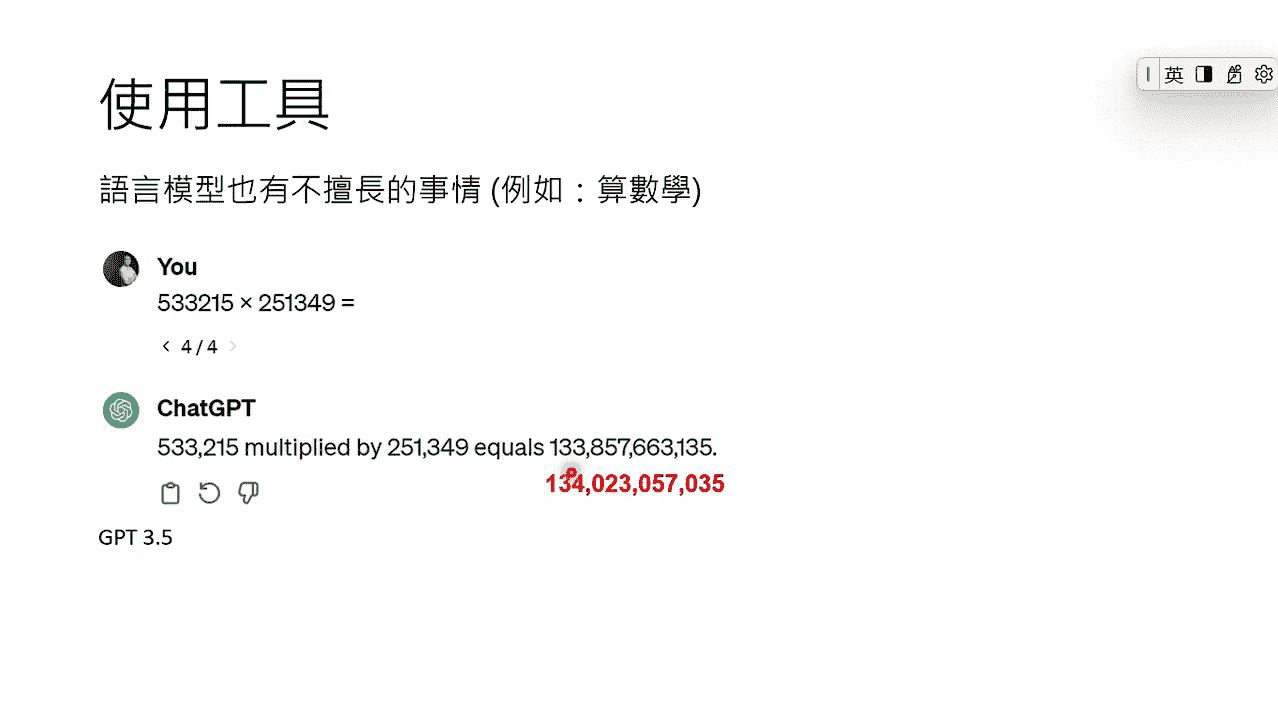 使用工具
英
語言模型也有不擅長的事情 (例如：算數學)
You
533215 × 251349 =
< 4 / 4 >
ChatGPT
533,215 multiplied by 251,349 equals 133,857,663,135.
134,023,057,035
GPT 3.5